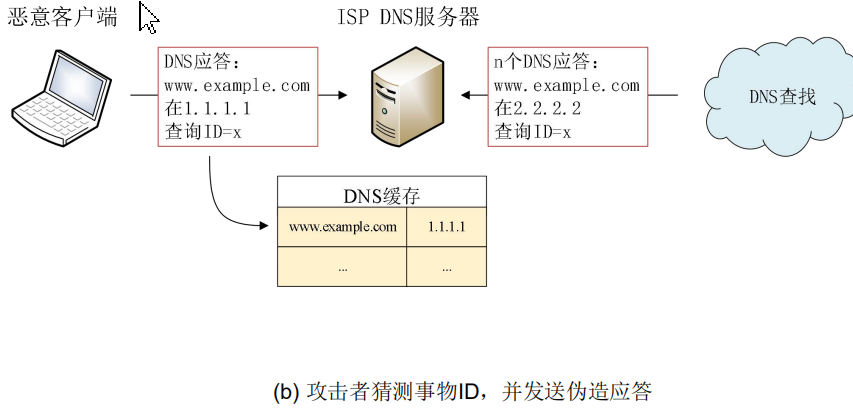 恶意客户端
ISP DNS服务器
DNS应答：
www.example.com
在1.1.1.1
查询ID=x
n个DNS应答：
www.example.com
在2.2.2.2
查询ID=x
DNS查找
DNS缓存
www.example.com 1.1.1.1
... ...
(b) 攻击者猜测事物ID，并发送伪造应答